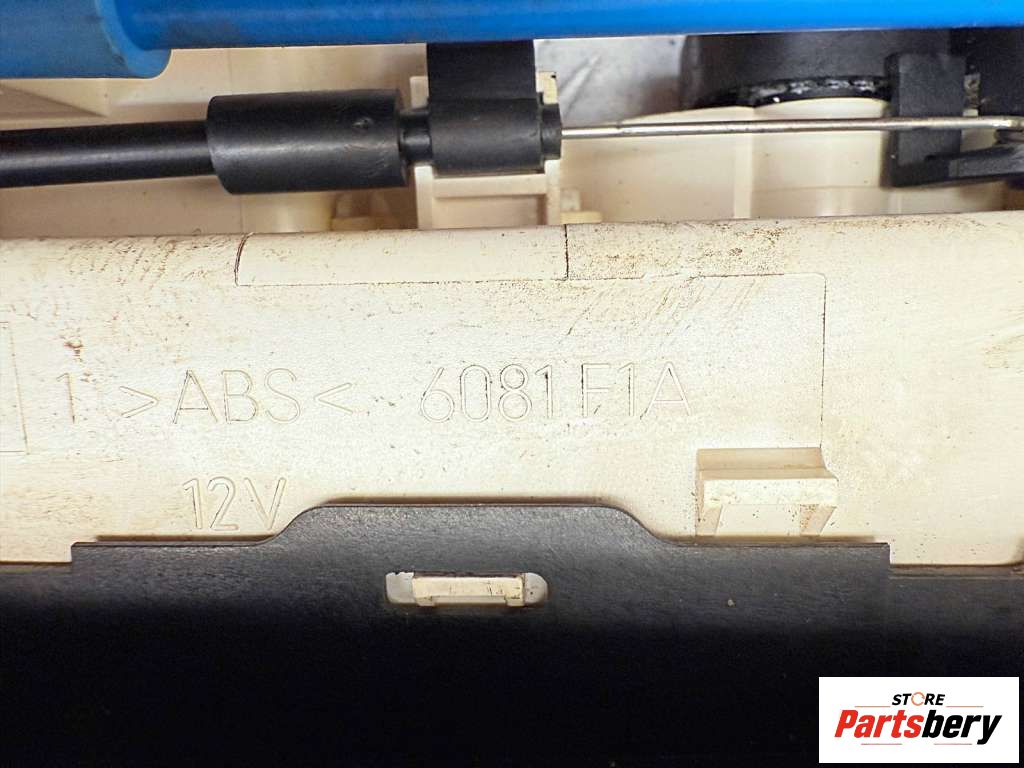 1 >ABS< 6081F1A
12V
STORE
Partsbery